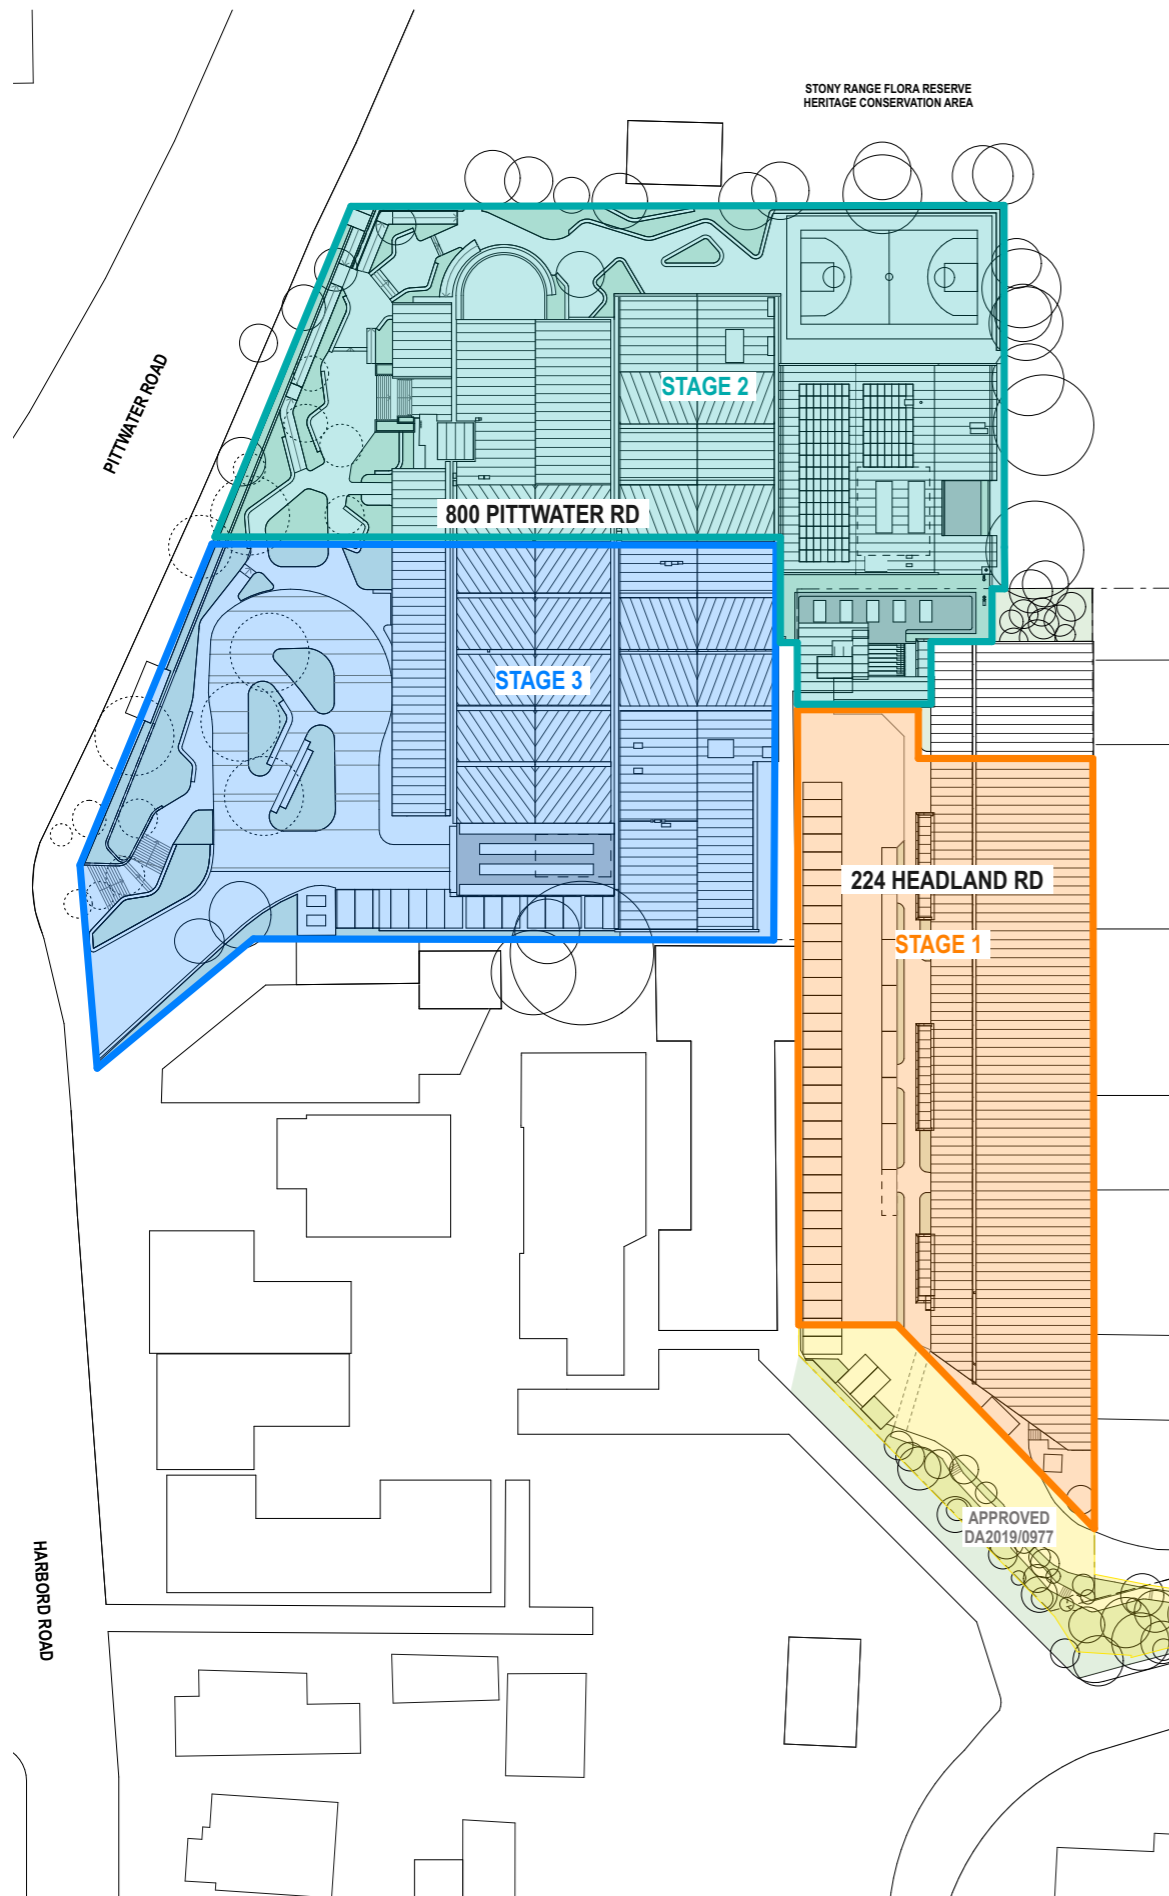 STONY RANGE FLORA RESERVE
HERITAGE CONSERVATION AREA
PITTWATER ROAD
STAGE 2
800 PITTWATER RD
STAGE 3
224 HEADLAND RD
STAGE 1
APPROVED
DA2019/0977
HARBORD ROAD